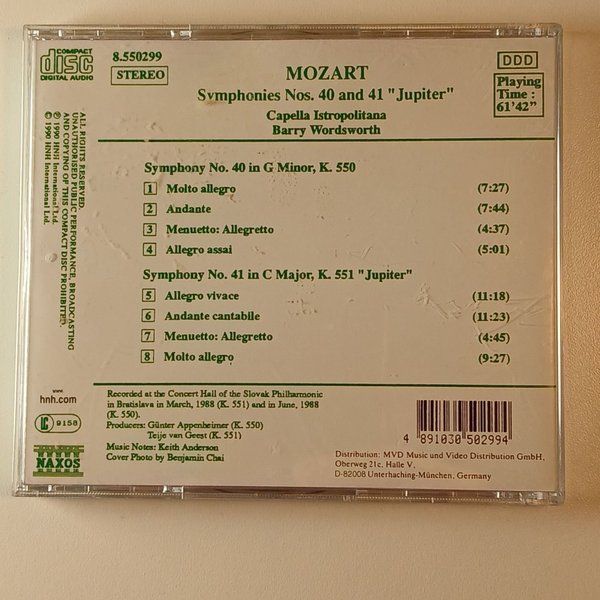 COMPACT
disc
DIGITAL AUDIO
8.550299
STEREO
DDD
Playing
Time :
61'42"
MOZART
Symphonies Nos. 40 and 41 "Jupiter"
Capella Istropolitana
Barry Wordsworth
ALL RIGHTS RESERVED.
UNAUTHORISED PUBLIC PERFORMANCE, BROADCASTING
AND COPYING OF THIS COMPACT DISC PROHIBITED.
℗ 1990 HNH International Ltd.
© 1990 HNH International Ltd.
Symphony No. 40 in G Minor, K. 550
1 Molto allegro (7:27)
2 Andante (7:44)
3 Menuetto: Allegretto (4:37)
4 Allegro assai (5:01)
Symphony No. 41 in C Major, K. 551 "Jupiter"
5 Allegro vivace (11:18)
6 Andante cantabile (11:23)
7 Menuetto: Allegretto (4:45)
8 Molto allegro (9:27)
www.
hnh.com
LC 9158
NAXOS
Recorded at the Concert Hall of the Slovak Philharmonic
in Bratislava in March, 1988 (K. 551) and in June, 1988
(K. 550).
Producers: Günter Appenheimer (K. 550)
Teije van Geest (K. 551)
Music Notes: Keith Anderson
Cover Photo by Benjamin Chai
4 891030 502994
Distribution: MVD Music und Video Distribution GmbH,
Oberweg 21c, Halle V,
D-82008 Unterhaching-München, Germany